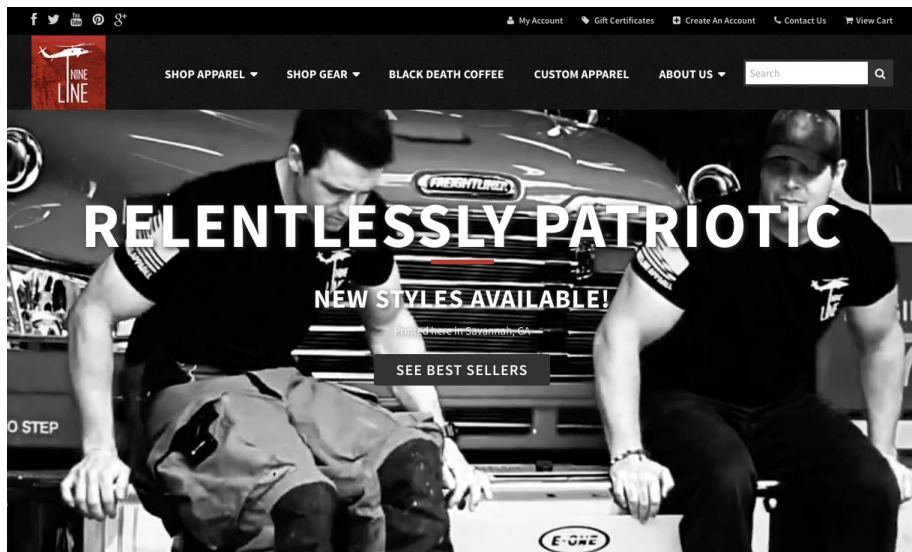 My Account
Gift Certificates
Create An Account
Contact Us
View Cart
NINE
LINE
SHOP APPAREL
SHOP GEAR
BLACK DEATH COFFEE
CUSTOM APPAREL
ABOUT US
Search
FREIGHTLINER
RELENTLESSLY PATRIOTIC
NEW STYLES AVAILABLE!
Printed here in Savannah, GA
SEE BEST SELLERS
NINE
LINE
O STEP
E-ONE